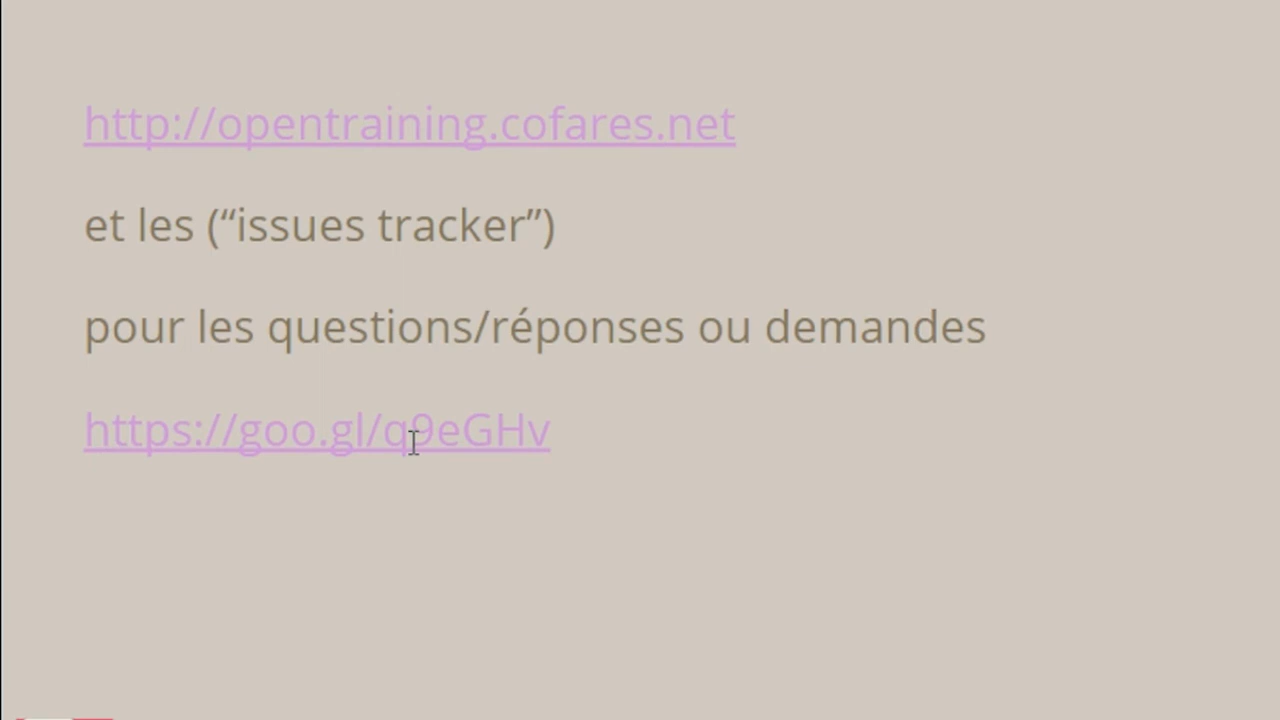 http://opentraining.cofares.net
et les (“issues tracker”)
pour les questions/réponses ou demandes
https://goo.gl/q9eGHv